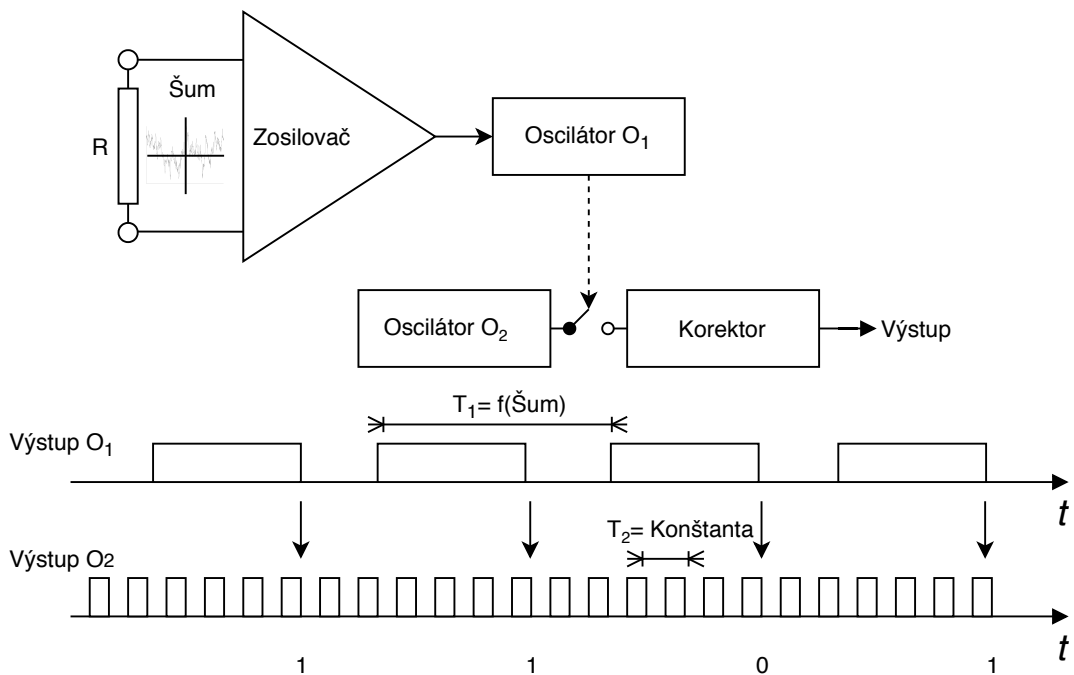 Šum
R
Zosilovač
Oscilátor O1
Oscilátor O2
Korektor
Výstup
T1= f(Šum)
Výstup O1
t
T2= Konštanta
Výstup O2
t
1 1 0 1